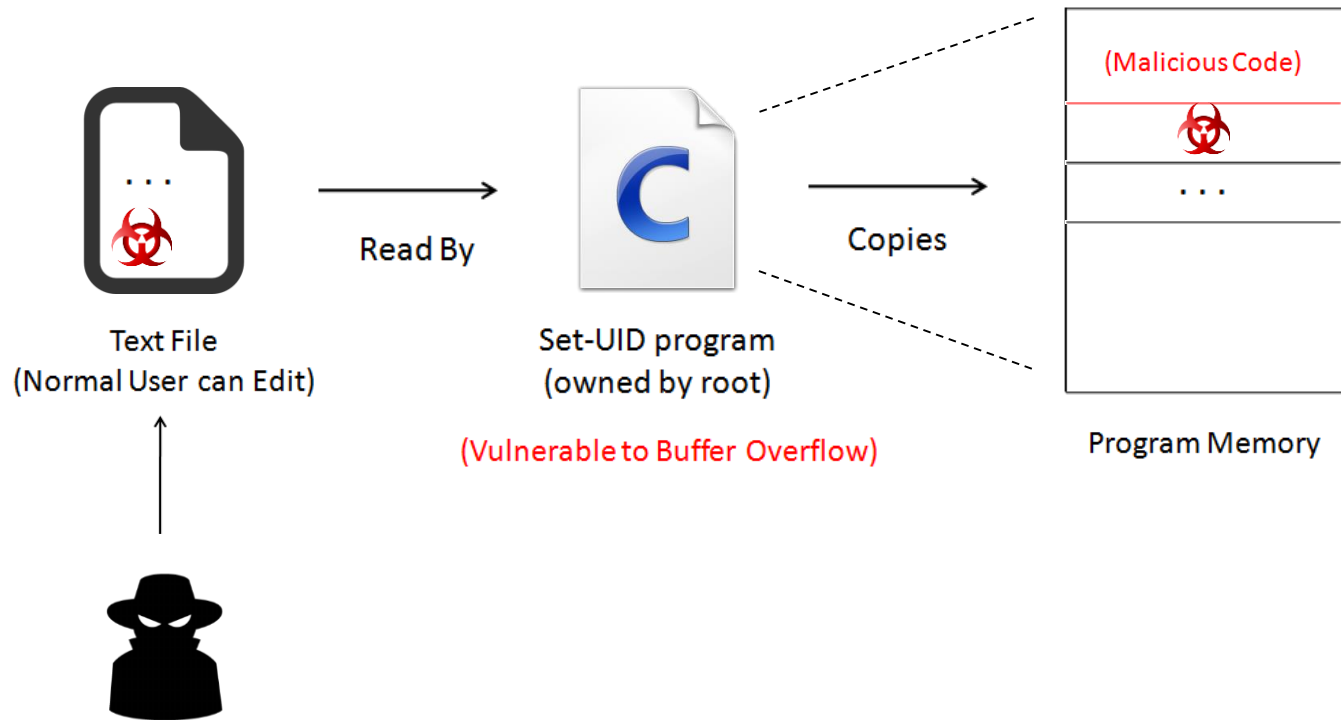 (Malicious Code)
. . .
. . .
C
Read By
Copies
Text File
(Normal User can Edit)
Set-UID program
(owned by root)
(Vulnerable to Buffer Overflow)
Program Memory